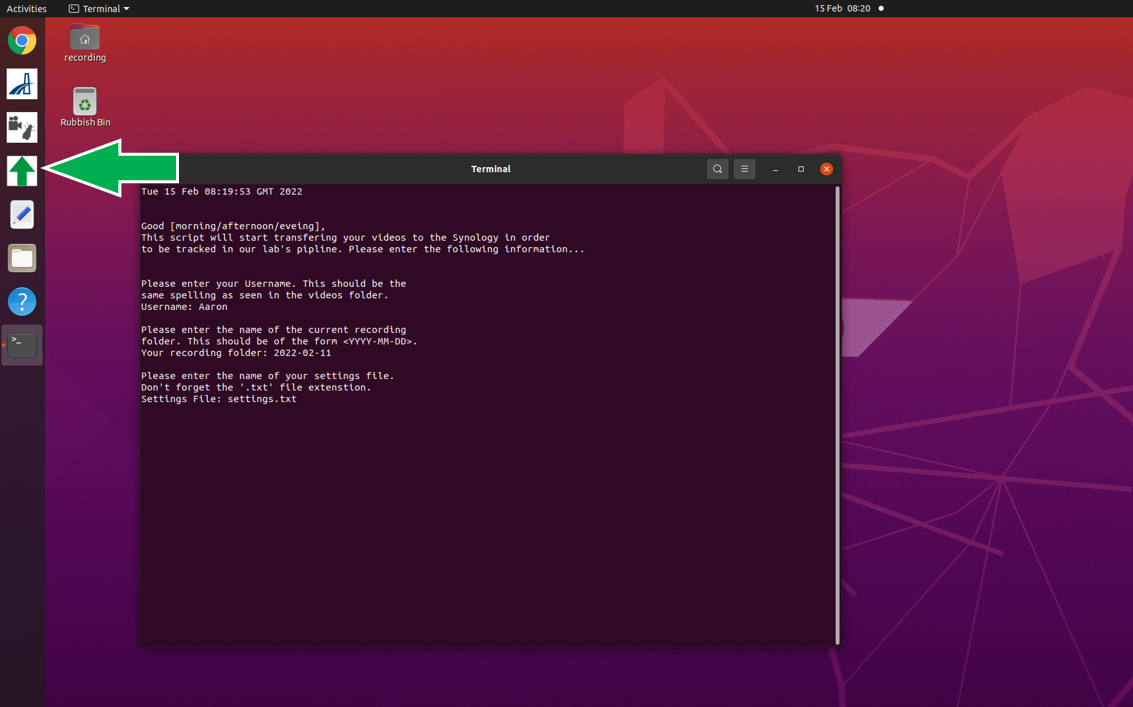 Activities
Terminal
15 Feb 08:20
recording
Rubbish Bin
Terminal
Tue 15 Feb 08:19:53 GMT 2022
Good [morning/afternoon/eveing],
This script will start transfering your videos to the Synology in order
to be tracked in our lab's pipline. Please enter the following information...
Please enter your Username. This should be the
same spelling as seen in the videos folder.
Username: Aaron
Please enter the name of the current recording
folder. This should be of the form <YYYY-MM-DD>.
Your recording folder: 2022-02-11
Please enter the name of your settings file.
Don't forget the '.txt' file extenstion.
Settings File: settings.txt